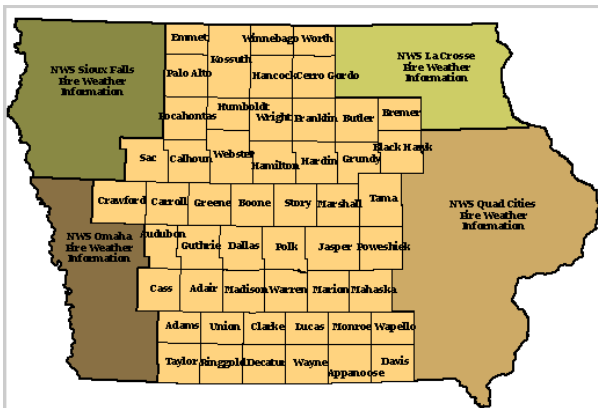 Emmet
Winnebago Worth
Kossuth
NWS Sioux Falls
Fire Weather
Information
NWS La Crosse
Fire Weather
Information
Palo Alto
Hancock Cerro Gordo
Pocahontas
Humboldt
Wright Franklin Butler
Bremer
Black Hawk
Sac
Calhoun
Webster
Hamilton
Hardin
Grundy
Crawford Carroll Greene Boone Story Marshall
Tama
NWS Quad Cities
Fire Weather
Information
NWS Omaha
Fire Weather
Information
Audubon
Guthrie Dallas Polk Jasper Poweshiek
Cass Adair Madison Warren Marion Mahaska
Adams Union Clarke Lucas Monroe Wapello
Taylor Ringgold Decatur Wayne
Appanoose
Davis